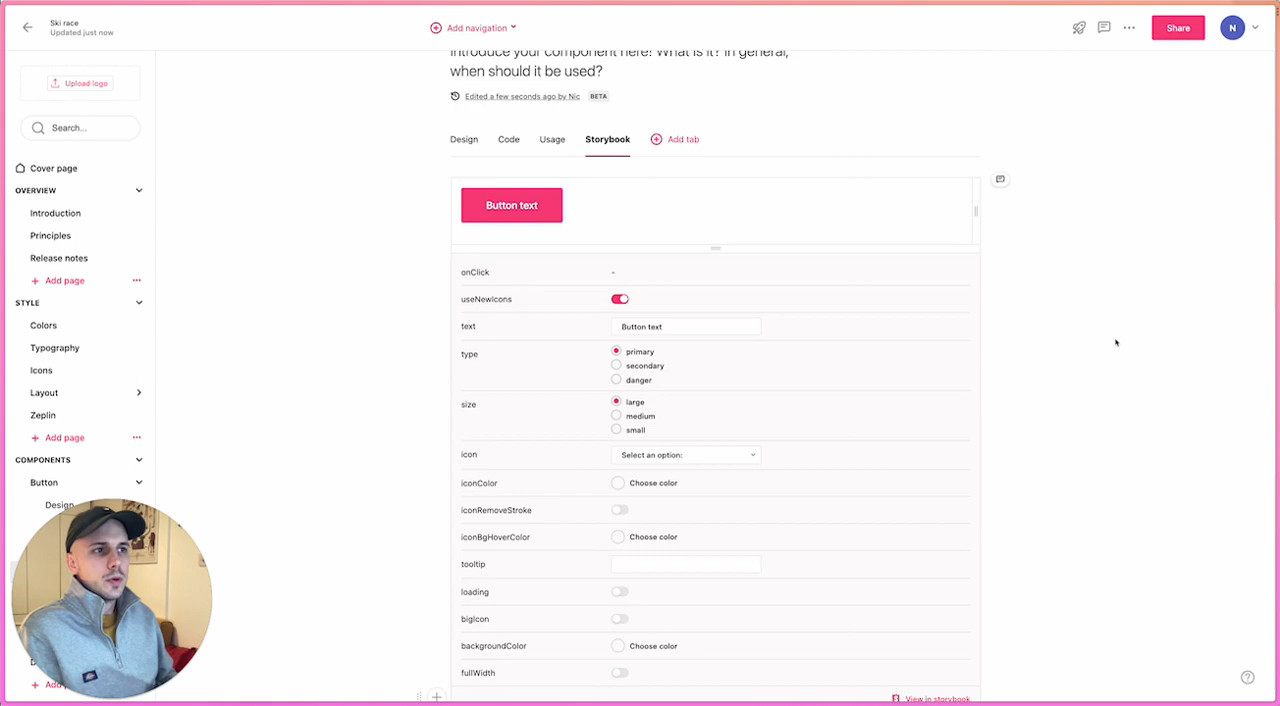 Ski race
Updated just now
Add navigation
Share
N
Upload logo
Search...
Cover page
OVERVIEW
Introduction
Principles
Release notes
Add page
STYLE
Colors
Typography
Icons
Layout
Zeplin
Add page
COMPONENTS
Button
Design
Introduce your component here! What is it? In general,
when should it be used?
Edited a few seconds ago by Nic BETA
Design Code Usage Storybook Add tab
Button text
onClick -
useNewIcons
text Button text
type primary
secondary
danger
size large
medium
small
icon Select an option:
iconColor Choose color
iconRemoveStroke
iconBgHoverColor Choose color
tooltip
loading
bigIcon
backgroundColor Choose color
fullWidth
View in storybook